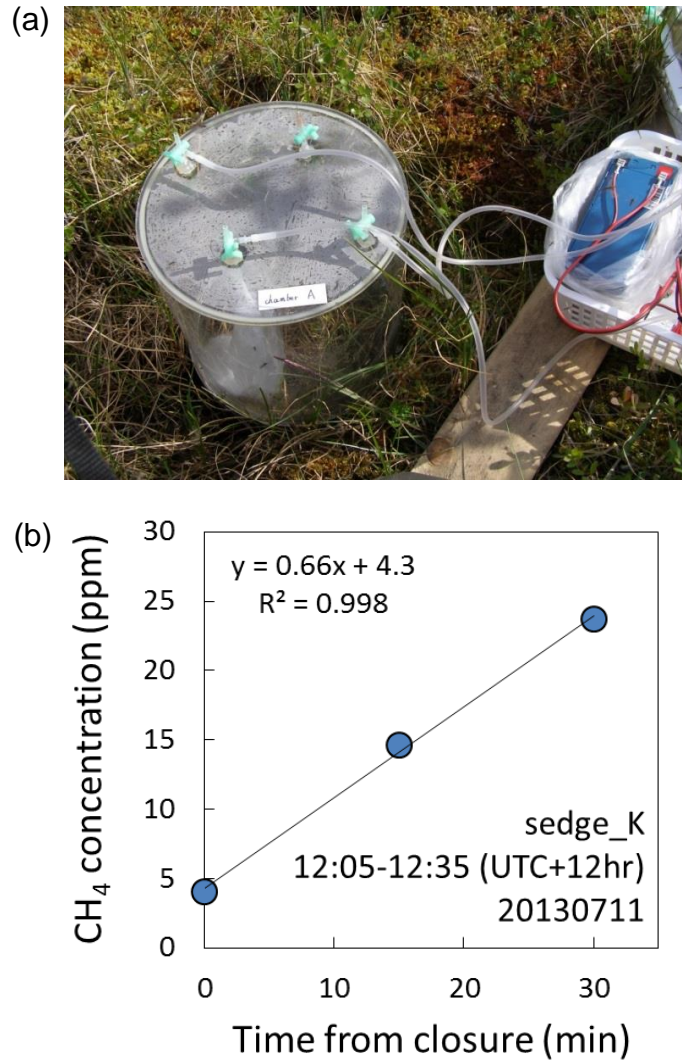 (a)
chamber A
(b)
CH₄ concentration (ppm)
30
25
20
15
10
5
0
y = 0.66x + 4.3
R² = 0.998
sedge_K
12:05-12:35 (UTC+12hr)
20130711
0
10
20
30
Time from closure (min)